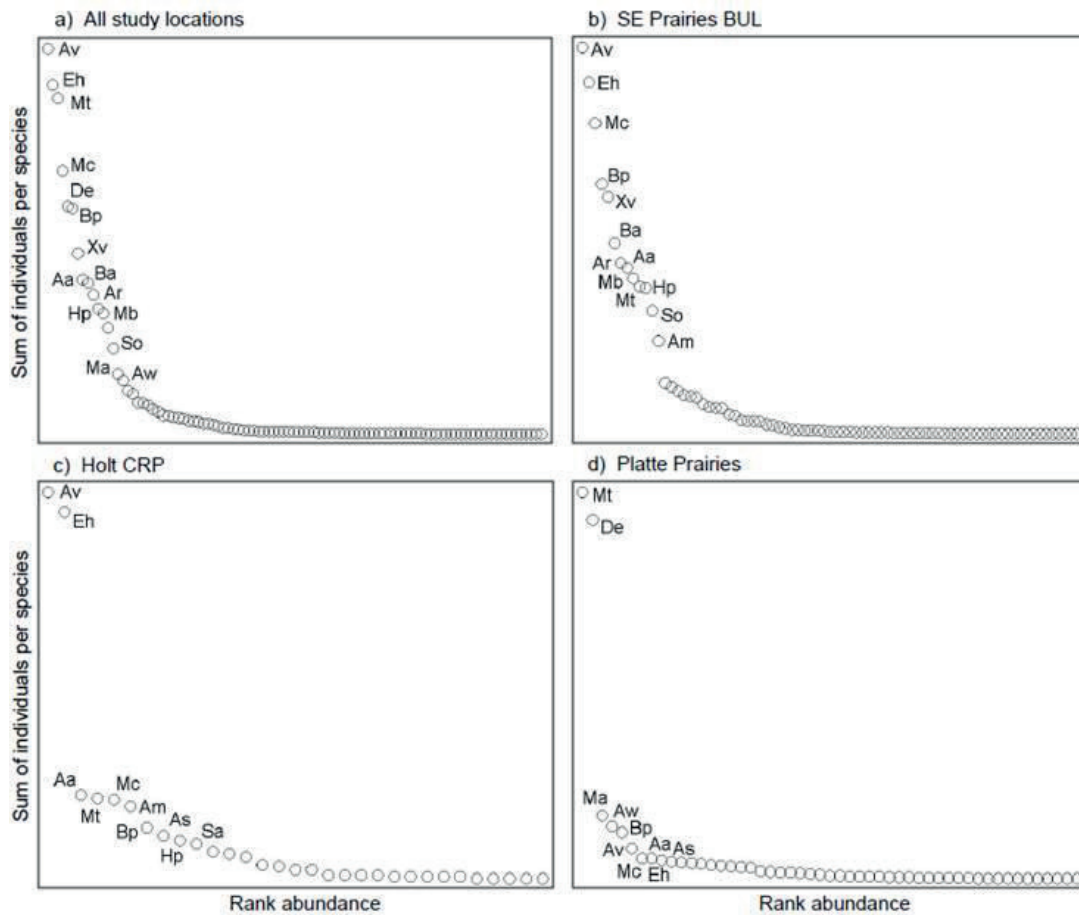 a) All study locations
Sum of individuals per species
Av
Eh
Mt
Mc
De
Bp
Xv
Aa
Ba
Ar
Hp
Mb
So
Ma
Aw
b) SE Prairies BUL
Av
Eh
Mc
Bp
Xv
Ba
Ar
Aa
Mb
Hp
Mt
So
Am
c) Holt CRP
Sum of individuals per species
Av
Eh
Aa
Mc
Mt
Am
Bp
As
Hp
Sa
Rank abundance
d) Platte Prairies
Mt
De
Ma
Aw
Bp
Av
Aa
As
Mc
Eh
Rank abundance